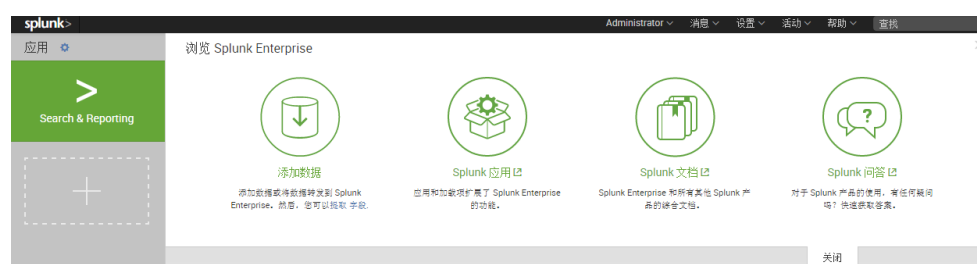 splunk> Administrator 消息 设置 活动 帮助 查找
应用 浏览 Splunk Enterprise
>
Search & Reporting
添加数据
添加数据或将数据转发到 Splunk
Enterprise。然后，您可以提取 字段.
Splunk 应用
应用和加载项扩展了 Splunk Enterprise
的功能。
Splunk 文档
Splunk Enterprise 和所有其他 Splunk 产
品的综合文档。
Splunk 问答
对于 Splunk 产品的使用，有任何疑问
吗？快速获取答案。
关闭